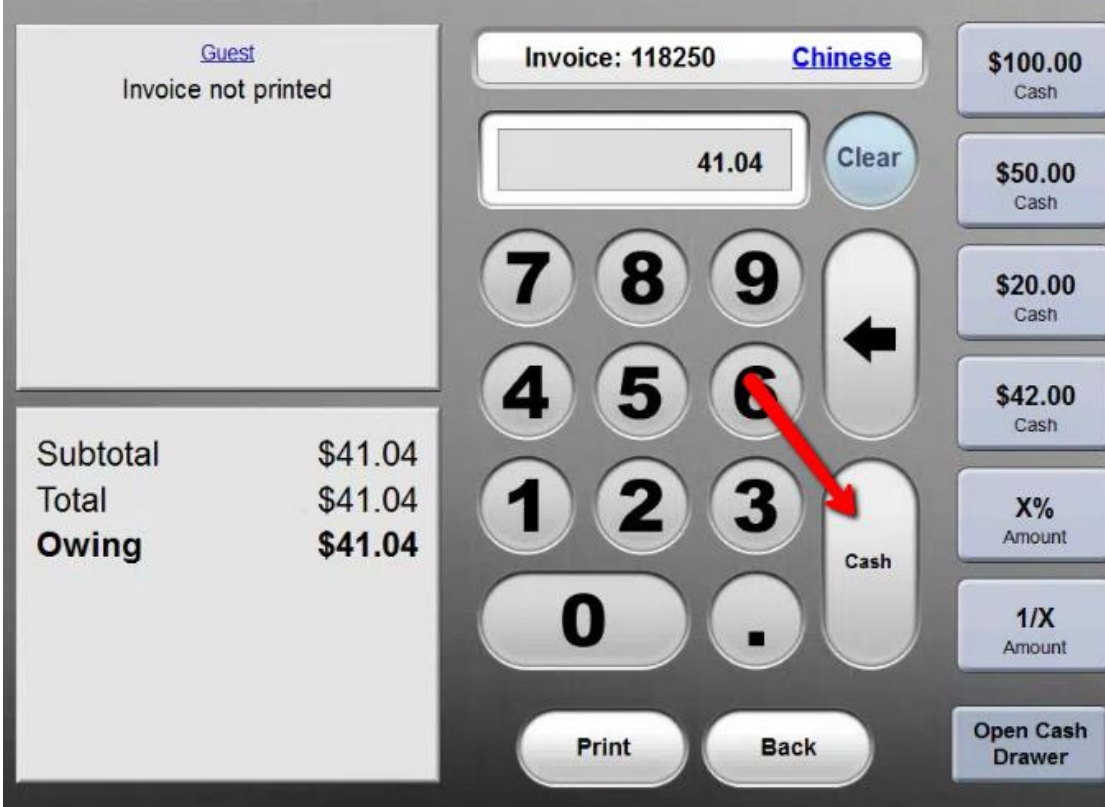 Guest
Invoice not printed
Subtotal $41.04
Total $41.04
Owing $41.04
Invoice: 118250 Chinese
41.04 Clear
7 8 9
4 5 6
1 2 3
Cash
0 .
Print Back
$100.00
Cash
$50.00
Cash
$20.00
Cash
$42.00
Cash
X%
Amount
1/X
Amount
Open Cash
Drawer